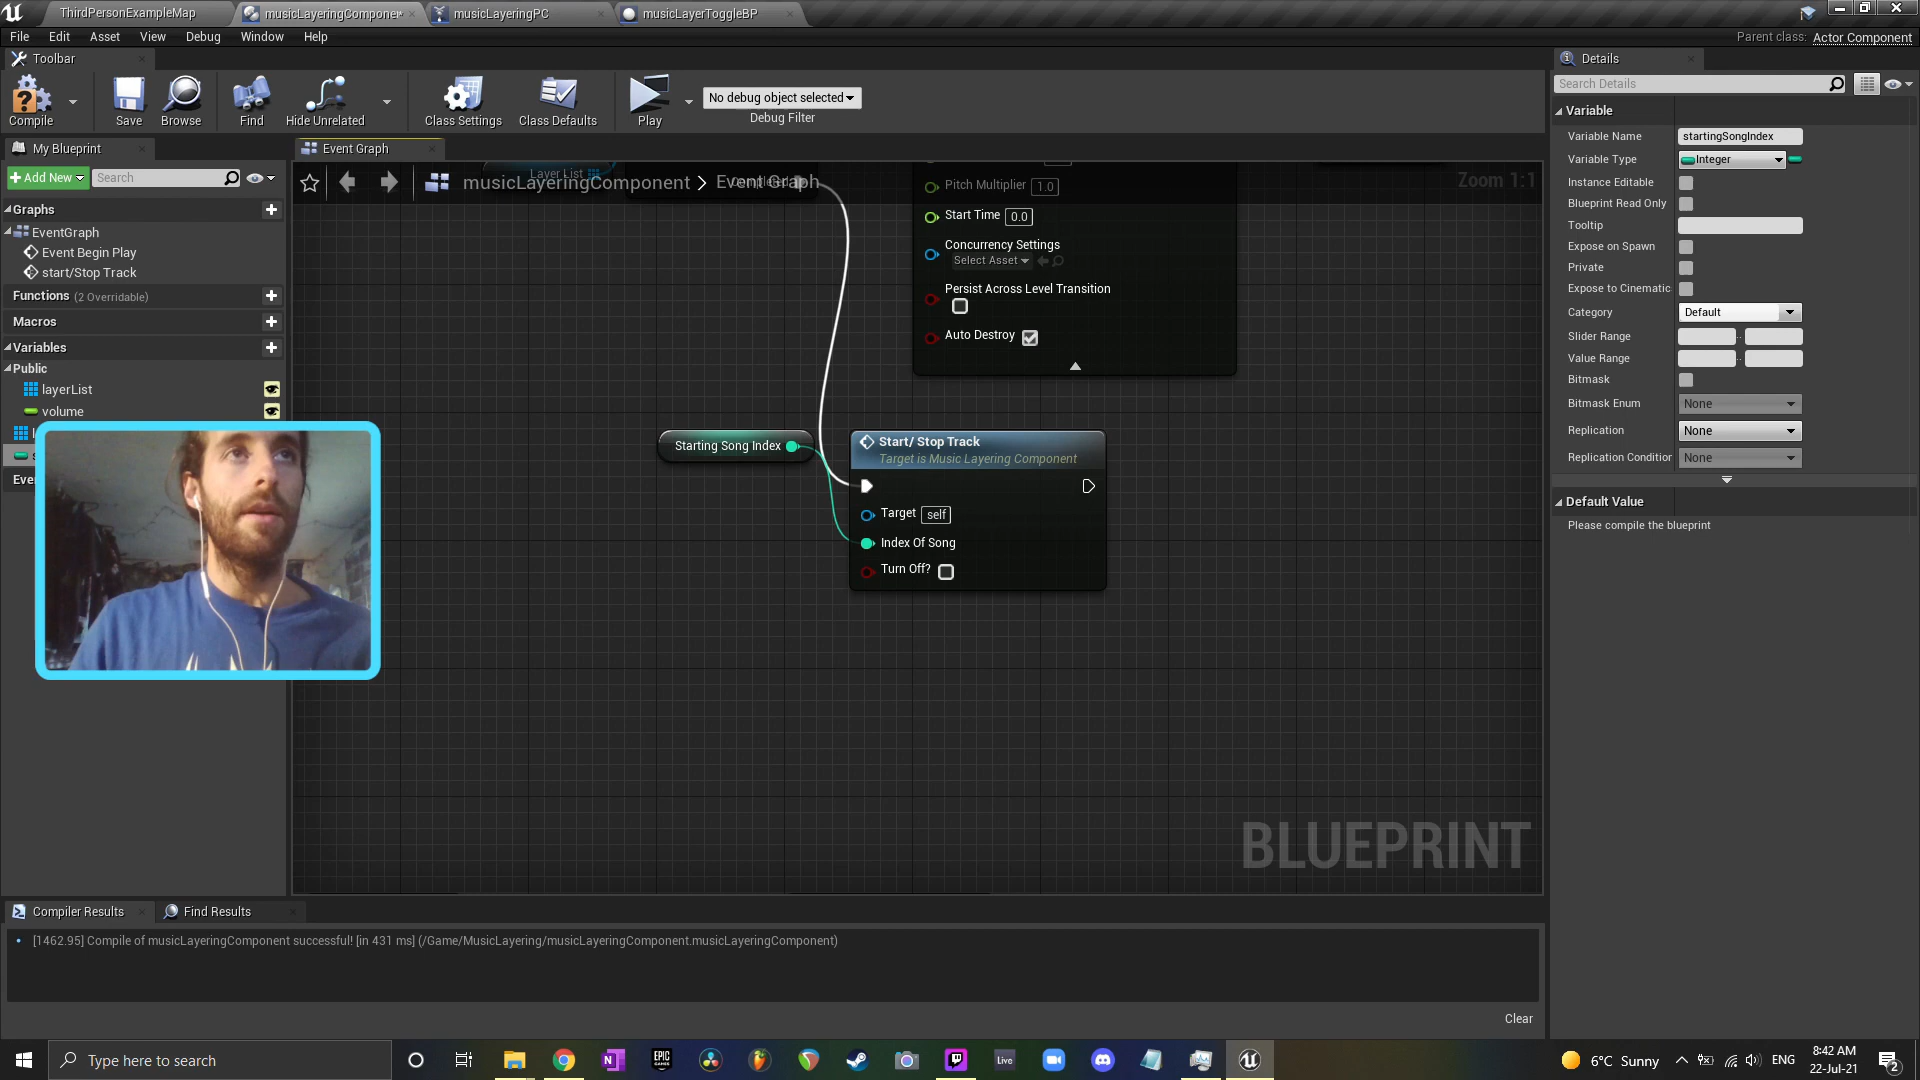 ThirdPersonExampleMap
musicLayeringComponen*
musicLayeringPC
musicLayerToggleBP
File Edit Asset View Debug Window Help
Parent class: Actor Component
Toolbar
Compile
Save
Browse
Find
Hide Unrelated
Class Settings
Class Defaults
Play
No debug object selected
Debug Filter
My Blueprint
Add New
Search
Graphs
EventGraph
Event Begin Play
start/Stop Track
Functions (2 Overridable)
Macros
Variables
Public
layerList
volume
Eve
Event Graph
musicLayeringComponent > Event Graph
Zoom 1:1
Layer List
Completed
Pitch Multiplier 1.0
Start Time 0.0
Concurrency Settings
Select Asset
Persist Across Level Transition
Auto Destroy
Starting Song Index
Start/ Stop Track
Target is Music Layering Component
Target self
Index Of Song
Turn Off?
BLUEPRINT
Details
Search Details
Variable
Variable Name startingSongIndex
Variable Type Integer
Instance Editable
Blueprint Read Only
Tooltip
Expose on Spawn
Private
Expose to Cinematic
Category Default
Slider Range
Value Range
Bitmask
Bitmask Enum None
Replication None
Replication Condition None
Default Value
Please compile the blueprint
Compiler Results
Find Results
[1462.95] Compile of musicLayeringComponent successful! [in 431 ms] (/Game/MusicLayering/musicLayeringComponent.musicLayeringComponent)
Clear
Type here to search
EPIC
GAMES
Live
6°C Sunny
ENG
8:42 AM
22-Jul-21
2